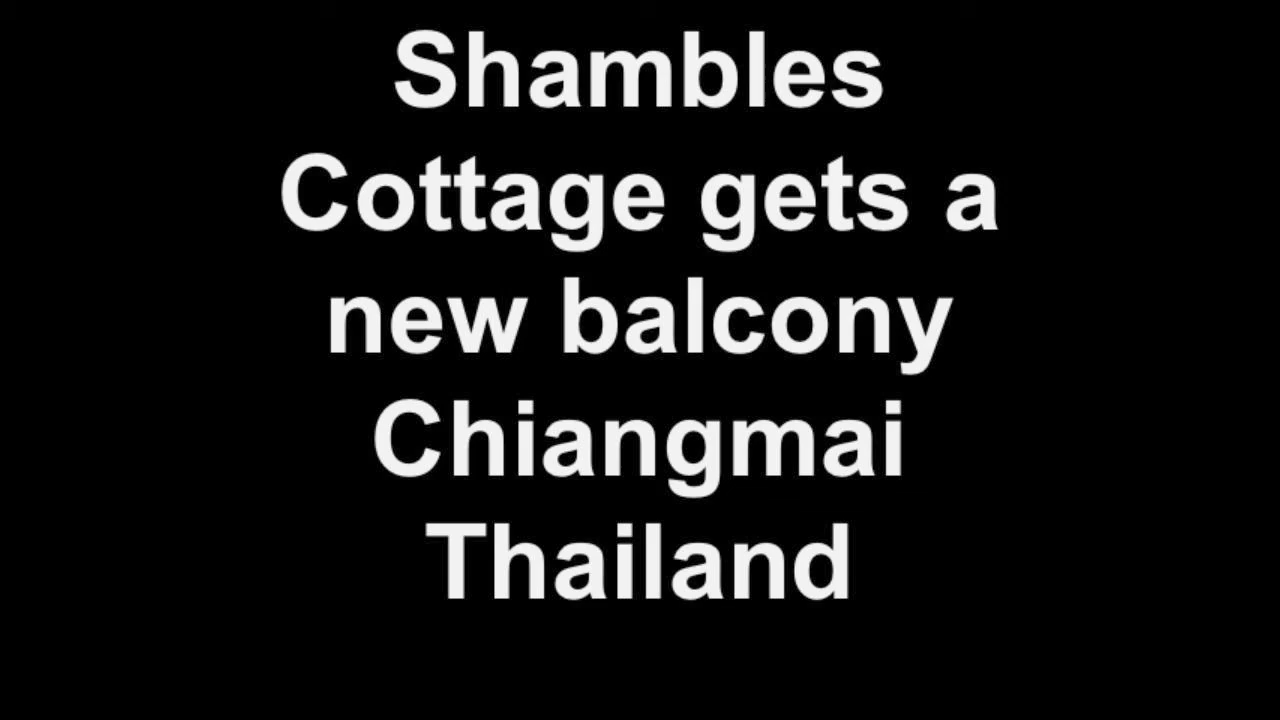 Shambles
Cottage gets a
new balcony
Chiangmai
Thailand